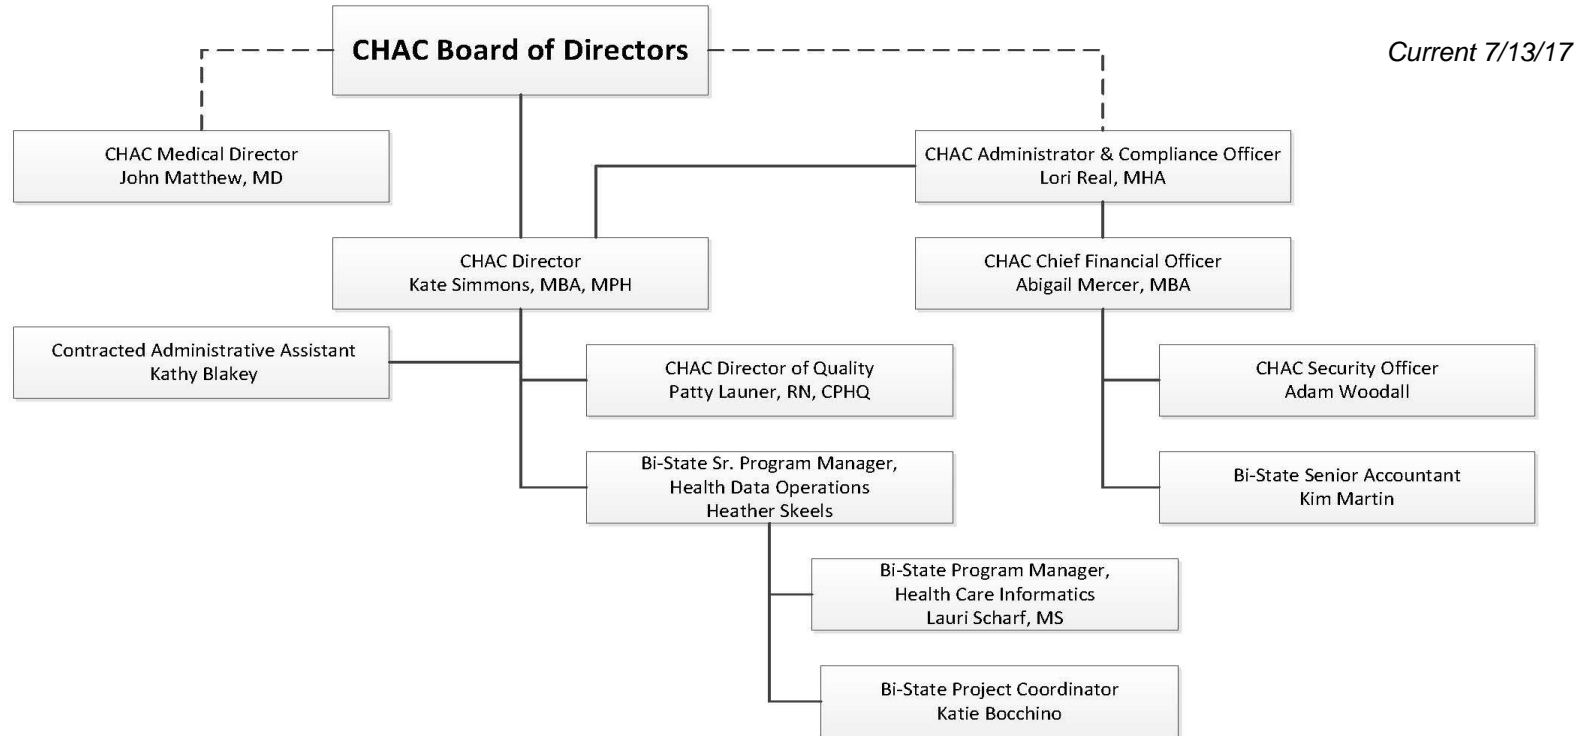 CHAC Board of Directors
Current 7/13/17
CHAC Medical Director
John Matthew, MD
CHAC Administrator & Compliance Officer
Lori Real, MHA
CHAC Director
Kate Simmons, MBA, MPH
CHAC Chief Financial Officer
Abigail Mercer, MBA
Contracted Administrative Assistant
Kathy Blakey
CHAC Director of Quality
Patty Launer, RN, CPHQ
CHAC Security Officer
Adam Woodall
Bi-State Sr. Program Manager,
Health Data Operations
Heather Skeels
Bi-State Senior Accountant
Kim Martin
Bi-State Program Manager,
Health Care Informatics
Lauri Scharf, MS
Bi-State Project Coordinator
Katie Bocchino